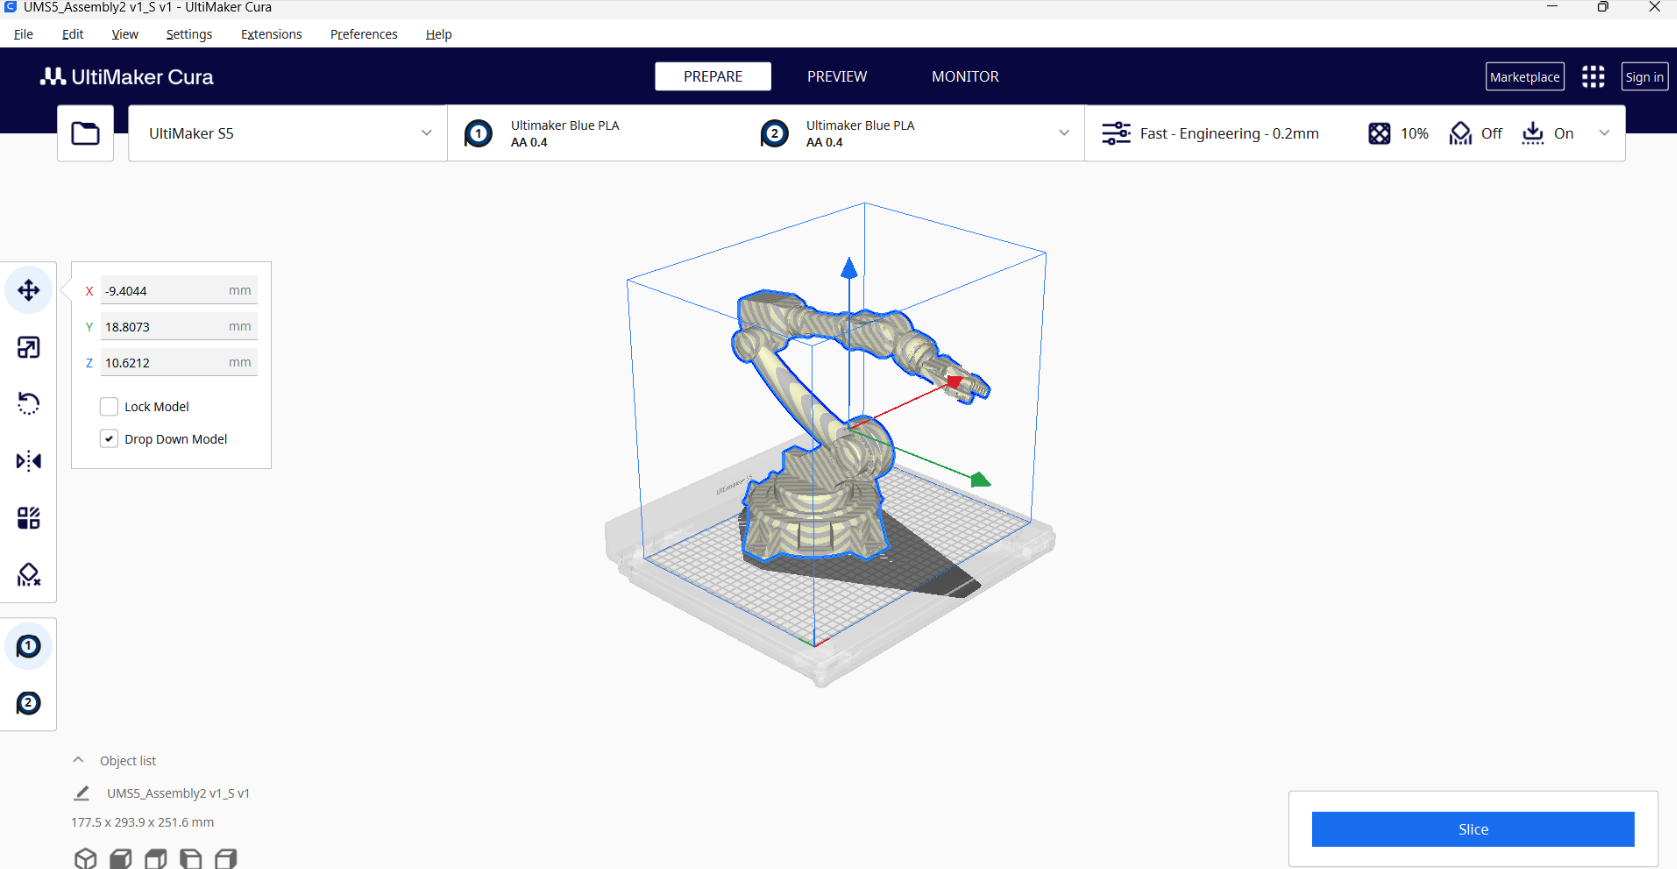 UMS5_Assembly2 v1_S v1 - UltiMaker Cura
File Edit View Settings Extensions Preferences Help
UltiMaker Cura
PREPARE PREVIEW MONITOR
Marketplace
Sign in
UltiMaker S5
1 Ultimaker Blue PLA
AA 0.4
2 Ultimaker Blue PLA
AA 0.4
Fast - Engineering - 0.2mm
10% Off On
X -9.4044 mm
Y 18.8073 mm
Z 10.6212 mm
Lock Model
Drop Down Model
1
2
Object list
UMS5_Assembly2 v1_S v1
177.5 x 293.9 x 251.6 mm
Slice